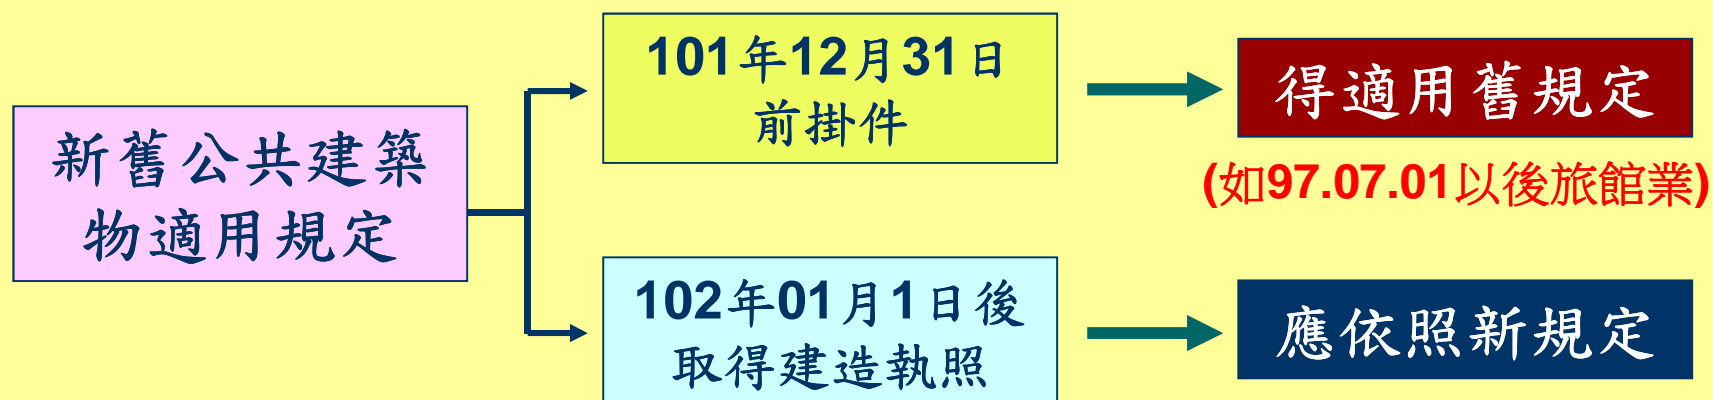 新舊公共建築
物適用規定
101年12月31日
前掛件
得適用舊規定
(如97.07.01以後旅館業)
102年01月1日後
取得建造執照
應依照新規定